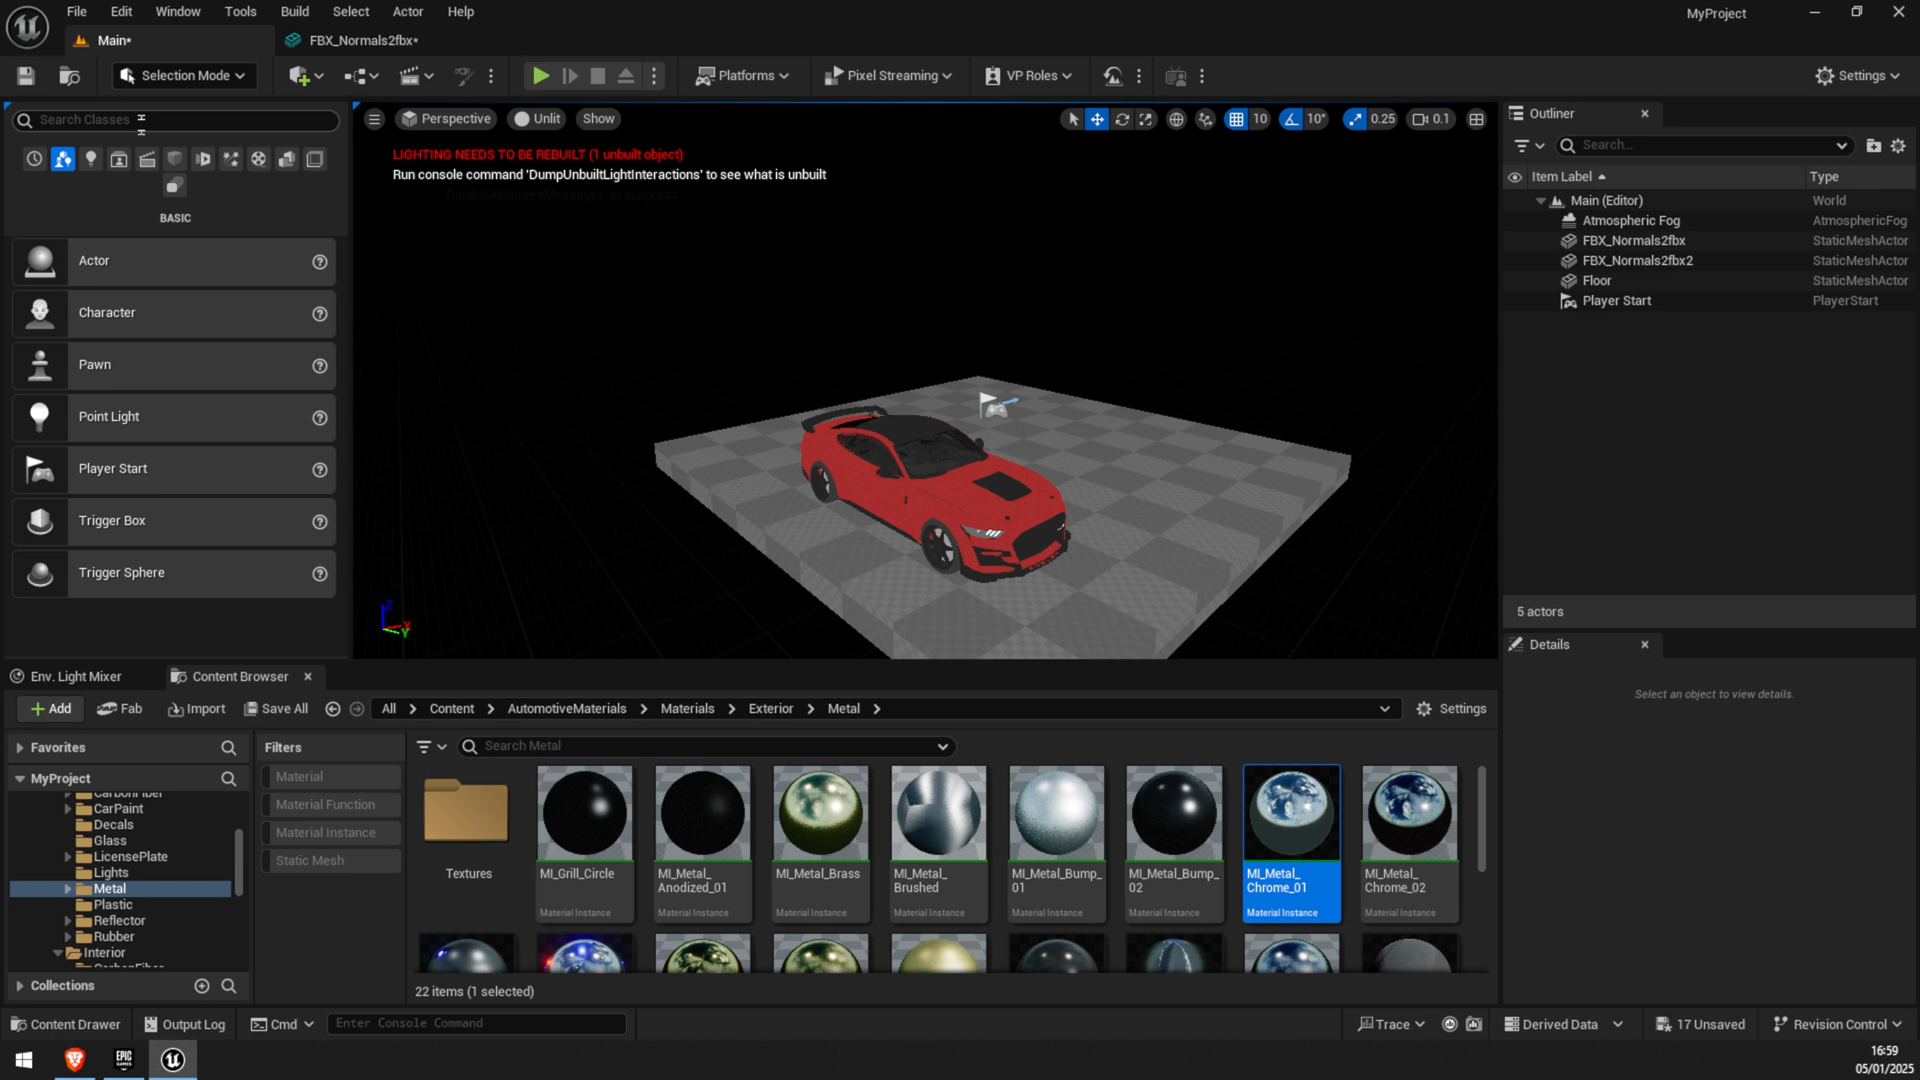 File Edit Window Tools Build Select Actor Help
MyProject
Main*
FBX_Normals2fbx*
Selection Mode
Platforms
Pixel Streaming
VP Roles
Settings
Search Classes
BASIC
Actor
Character
Pawn
Point Light
Player Start
Trigger Box
Trigger Sphere
Perspective
Unlit
Show
10
10°
0.25
0.1
LIGHTING NEEDS TO BE REBUILT (1 unbuilt object)
Run console command 'DumpUnbuiltLightInteractions' to see what is unbuilt
'DisableAllScreenMessages' to suppress
Z
X
Y
Outliner
Search...
Item Label Type
Main (Editor) World
Atmospheric Fog AtmosphericFog
FBX_Normals2fbx StaticMeshActor
FBX_Normals2fbx2 StaticMeshActor
Floor StaticMeshActor
Player Start PlayerStart
5 actors
Details
Select an object to view details.
Env. Light Mixer
Content Browser
Add
Fab
Import
Save All
All > Content > AutomotiveMaterials > Materials > Exterior > Metal >
Settings
Favorites
MyProject
CarbonFiber
CarPaint
Decals
Glass
LicensePlate
Lights
Metal
Plastic
Reflector
Rubber
Interior
CarbonFiber
Collections
Filters
Material
Material Function
Material Instance
Static Mesh
Search Metal
Textures
MI_Grill_Circle
Material Instance
MI_Metal_
Anodized_01
Material Instance
MI_Metal_Brass
Material Instance
MI_Metal_
Brushed
Material Instance
MI_Metal_Bump_
01
Material Instance
MI_Metal_Bump_
02
Material Instance
MI_Metal_
Chrome_01
Material Instance
MI_Metal_
Chrome_02
Material Instance
22 items (1 selected)
Content Drawer
Output Log
Cmd
Enter Console Command
Trace
Derived Data
17 Unsaved
Revision Control
EPIC
GAMES
16:59
05/01/2025